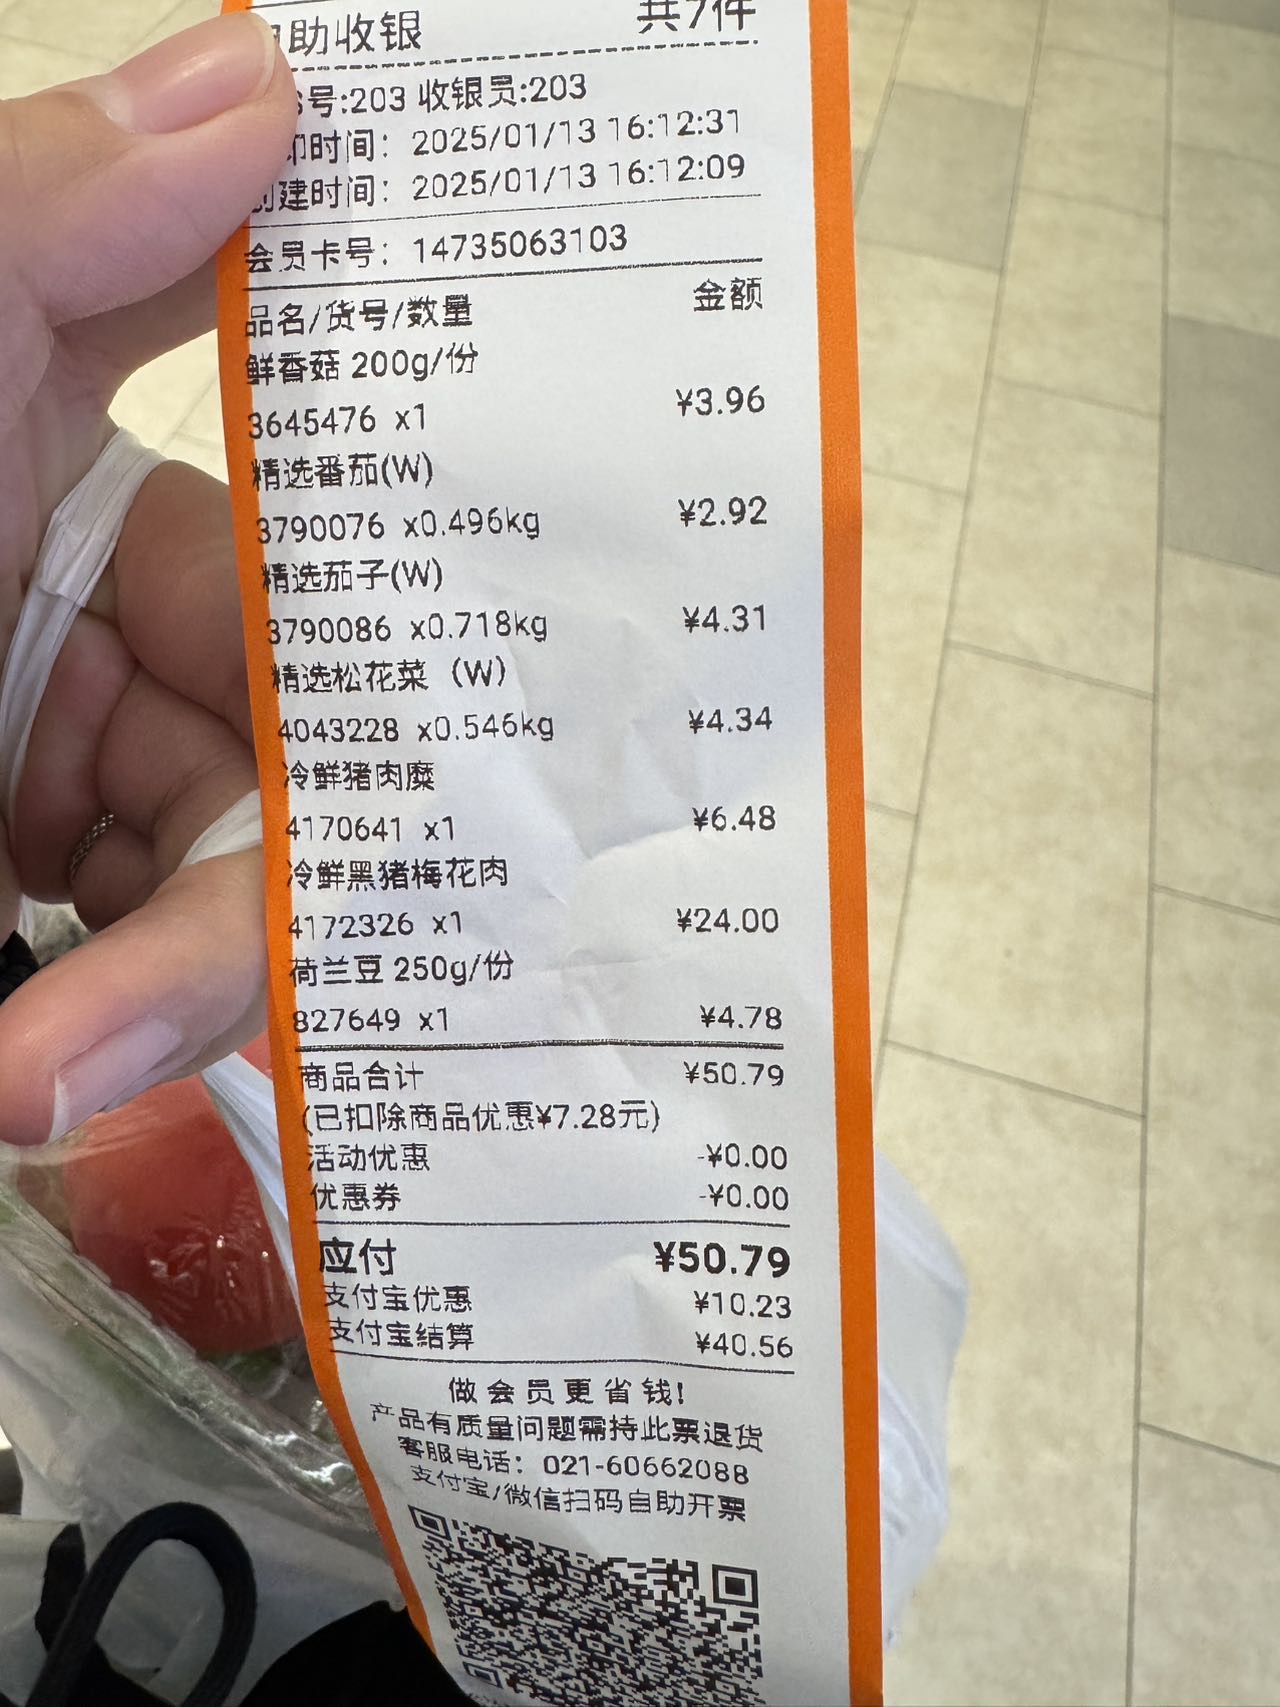 自助收银 共7件
号:203 收银员:203
印时间： 2025/01/13 16:12:31
创建时间： 2025/01/13 16:12:09
会员卡号： 14735063103
品名/货号/数量 金额
鲜香菇 200g/份
3645476 x1 ¥3.96
精选番茄(W)
3790076 x0.496kg ¥2.92
精选茄子(W)
3790086 x0.718kg ¥4.31
精选松花菜（W）
4043228 x0.546kg ¥4.34
冷鲜猪肉糜
4170641 x1 ¥6.48
冷鲜黑猪梅花肉
4172326 x1 ¥24.00
荷兰豆 250g/份
827649 x1 ¥4.78
商品合计 ¥50.79
(已扣除商品优惠¥7.28元)
活动优惠 -¥0.00
优惠券 -¥0.00
应付 ¥50.79
支付宝优惠 ¥10.23
支付宝结算 ¥40.56
做会员更省钱!
产品有质量问题需持此票退货
客服电话： 021-60662088
支付宝/微信扫码自助开票